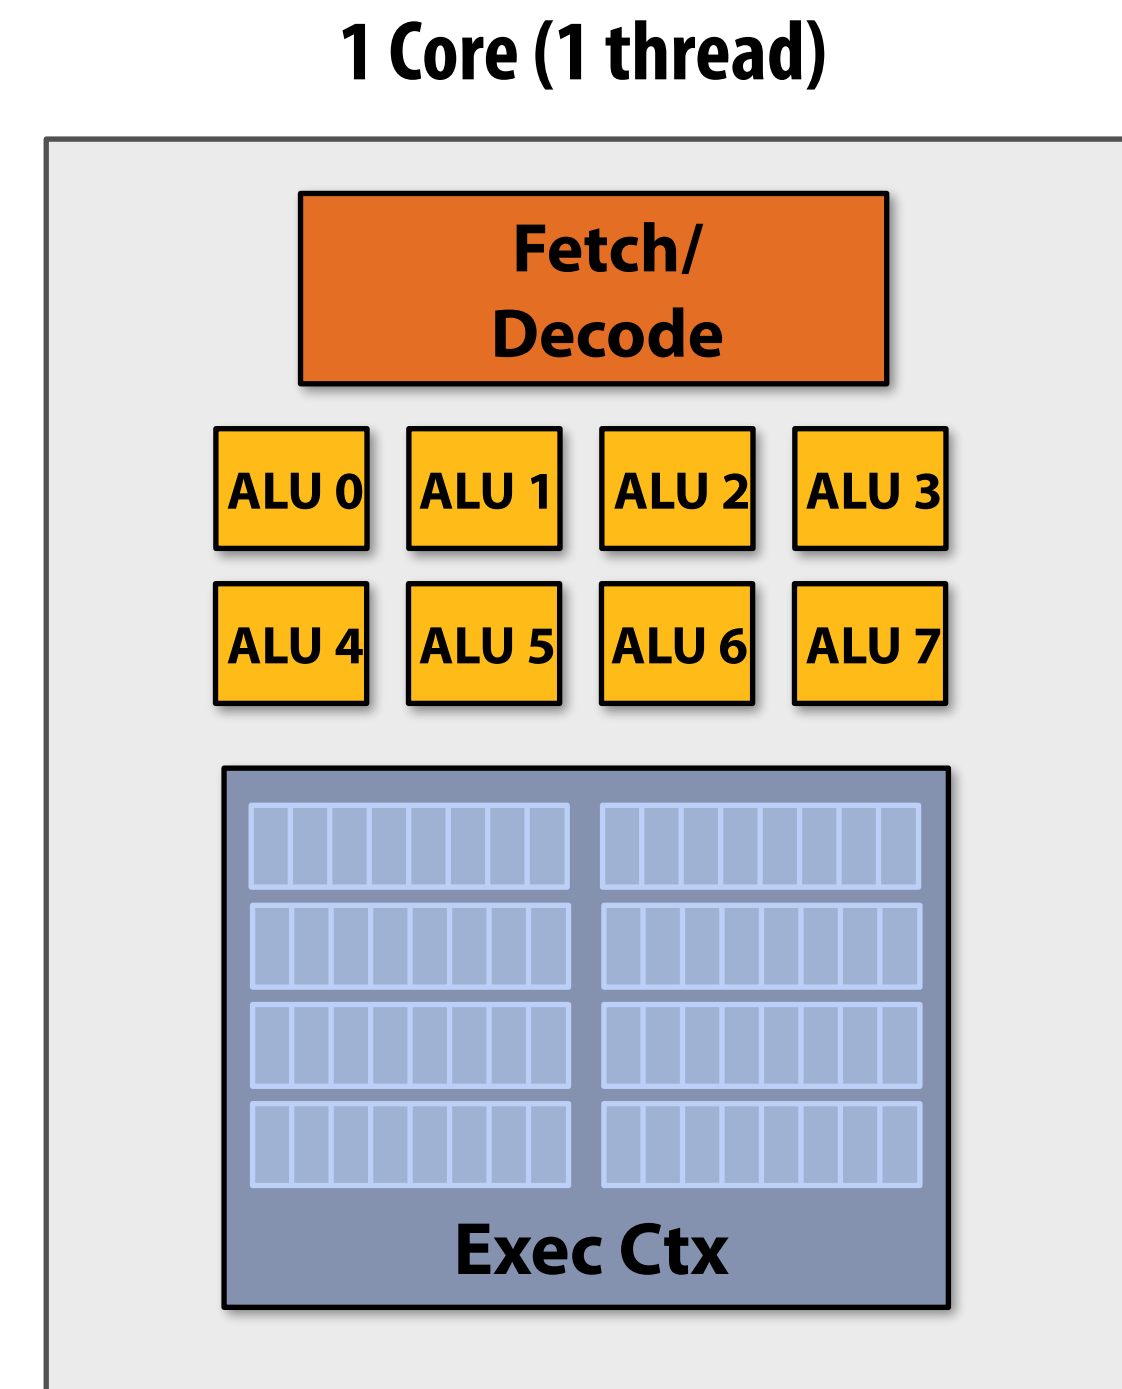 1 Core (1 thread)
Fetch/
Decode
ALU 0 ALU 1 ALU 2 ALU 3
ALU 4 ALU 5 ALU 6 ALU 7
Exec Ctx